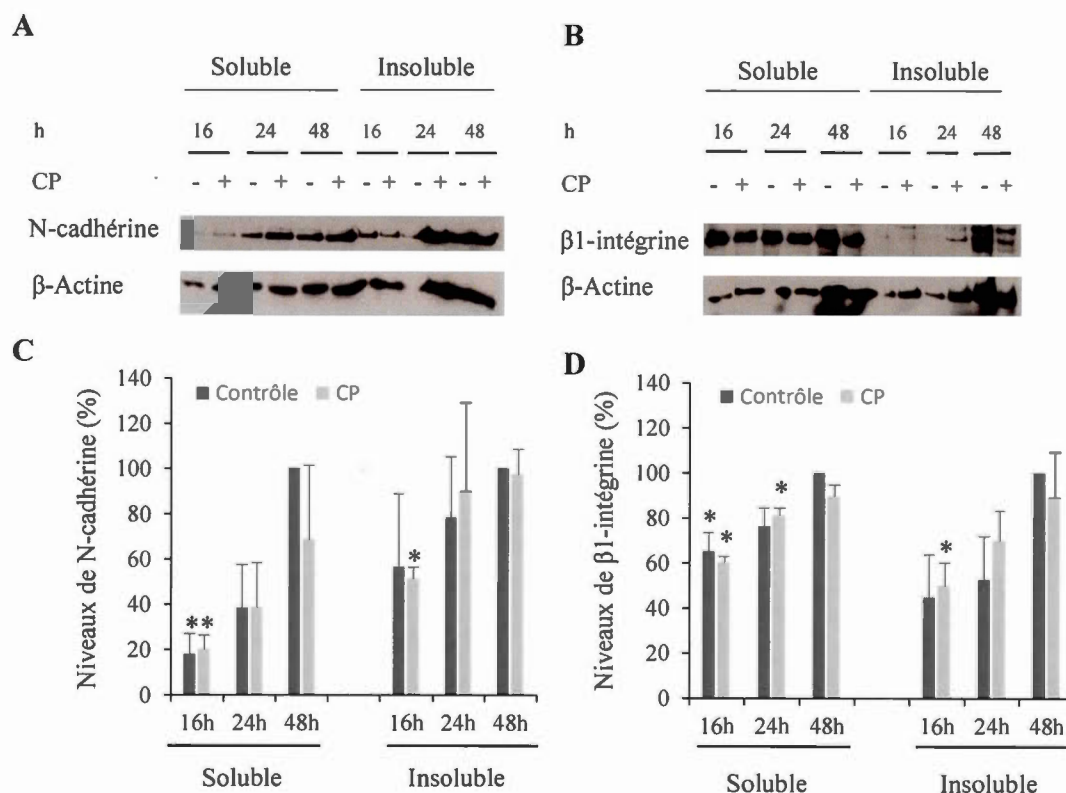 A
Soluble Insoluble
h 16 24 48 16 24 48
CP - + - + - + - + - + - +
N-cadhérine
β-Actine
B
Soluble Insoluble
h 16 24 48 16 24 48
CP - + - + - + - + - + - +
β1-intégrine
β-Actine
C
Niveaux de N-cadhérine (%)
140
120
100
80
60
40
20
0
Contrôle CP
** *
16h 24h 48h 16h 24h 48h
Soluble Insoluble
D
Niveaux de β1-intégrine (%)
140
120
100
80
60
40
20
0
Contrôle CP
* * * *
16h 24h 48h 16h 24h 48h
Soluble Insoluble